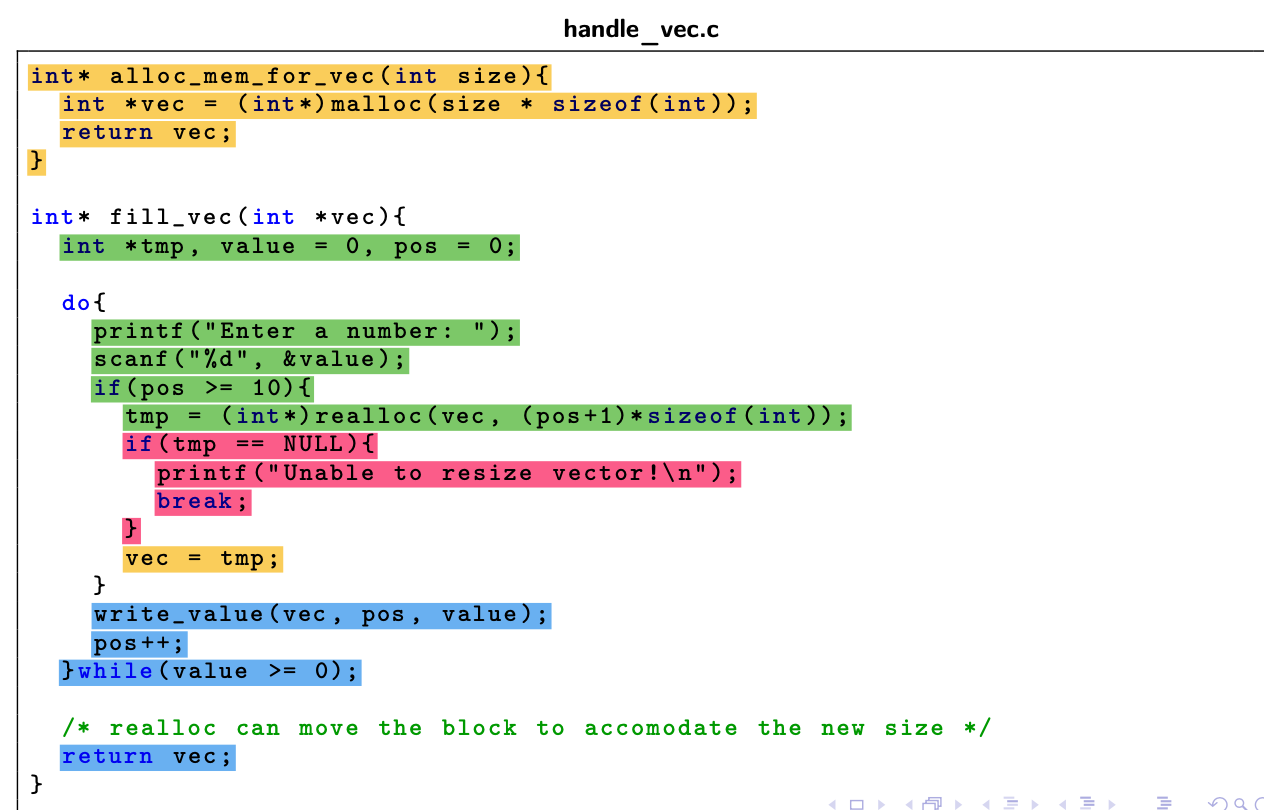 handle_vec.c
int* alloc_mem_for_vec(int size){
int *vec = (int*)malloc(size * sizeof(int));
return vec;
}
int* fill_vec(int *vec){
int *tmp, value = 0, pos = 0;
do{
printf("Enter a number: ");
scanf("%d", &value);
if(pos >= 10){
tmp = (int*)realloc(vec, (pos+1)*sizeof(int));
if(tmp == NULL){
printf("Unable to resize vector!\n");
break;
}
vec = tmp;
}
write_value(vec, pos, value);
pos++;
}while(value >= 0);
/* realloc can move the block to accomodate the new size */
return vec;
}